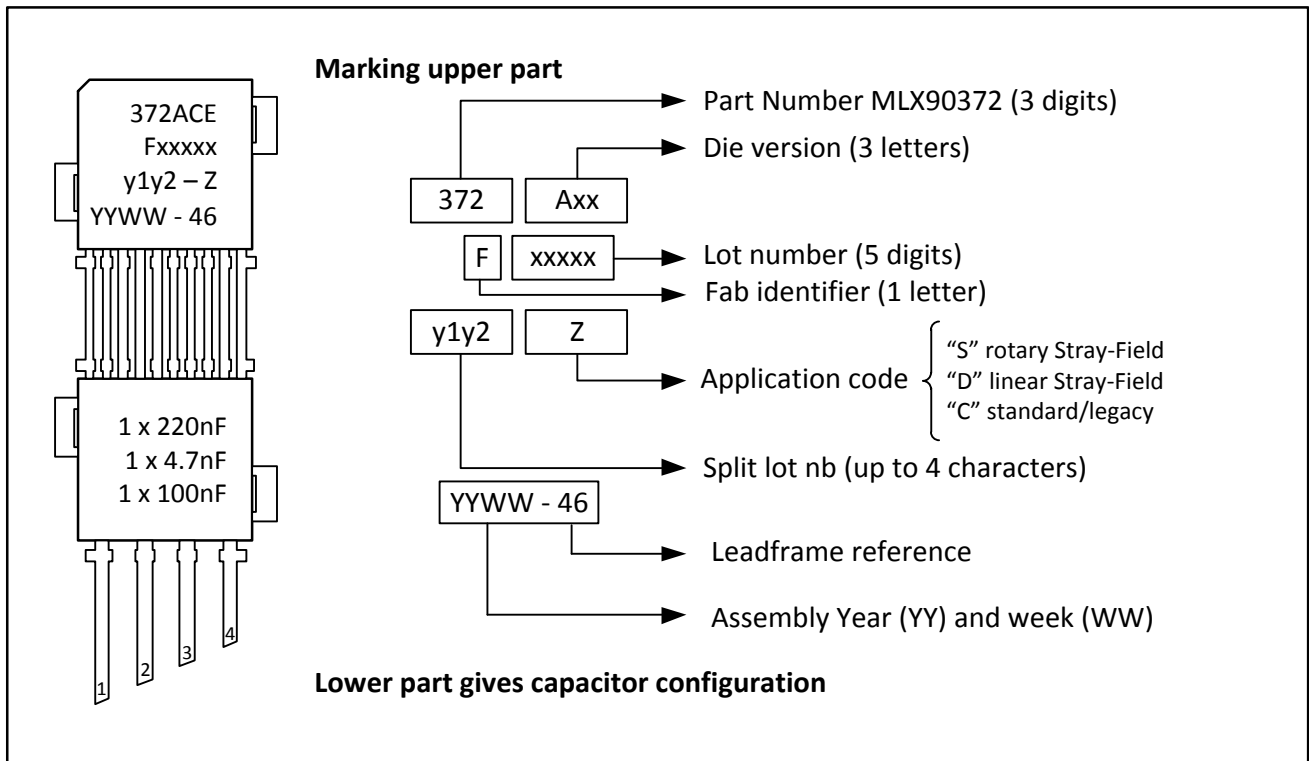 372ACE
Fxxxxx
y1y2 – Z
YYWW - 46
1 x 220nF
1 x 4.7nF
1 x 100nF
1
2
3
4
Marking upper part
Part Number MLX90372 (3 digits)
Die version (3 letters)
372
Axx
F
xxxxx
Lot number (5 digits)
Fab identifier (1 letter)
y1y2
Z
Application code
“S” rotary Stray-Field
“D” linear Stray-Field
“C” standard/legacy
Split lot nb (up to 4 characters)
YYWW - 46
Leadframe reference
Assembly Year (YY) and week (WW)
Lower part gives capacitor configuration